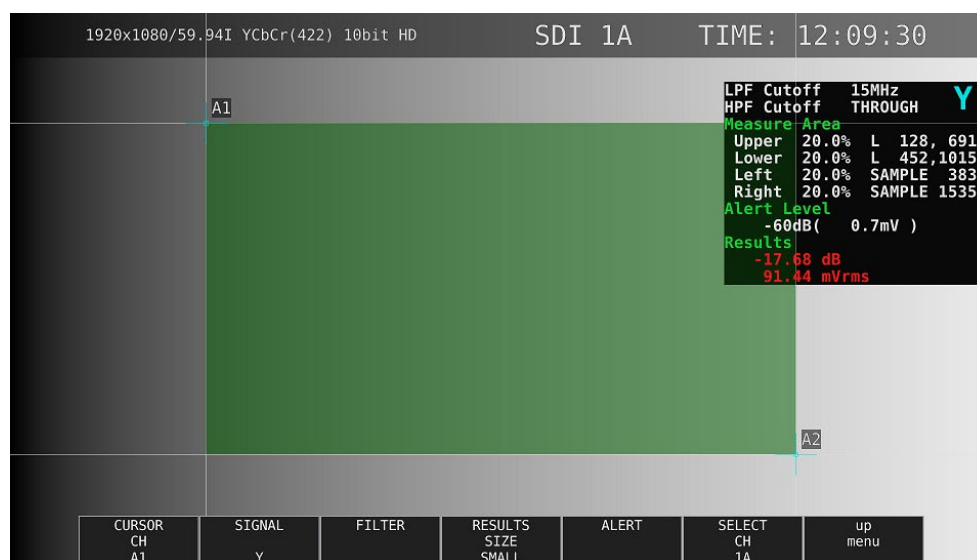 1920x1080/59.94I YCbCr(422) 10bit HD SDI 1A TIME: 12:09:30
A1
LPF Cutoff 15MHz Y
HPF Cutoff THROUGH
Measure Area
Upper 20.0% L 128, 691
Lower 20.0% L 452,1015
Left 20.0% SAMPLE 383
Right 20.0% SAMPLE 1535
Alert Level
-60dB( 0.7mV )
Results
-17.68 dB
91.44 mVrms
A2
CURSOR SIGNAL FILTER RESULTS ALERT SELECT up
CH SIZE CH menu
A1 Y SMALL 1A